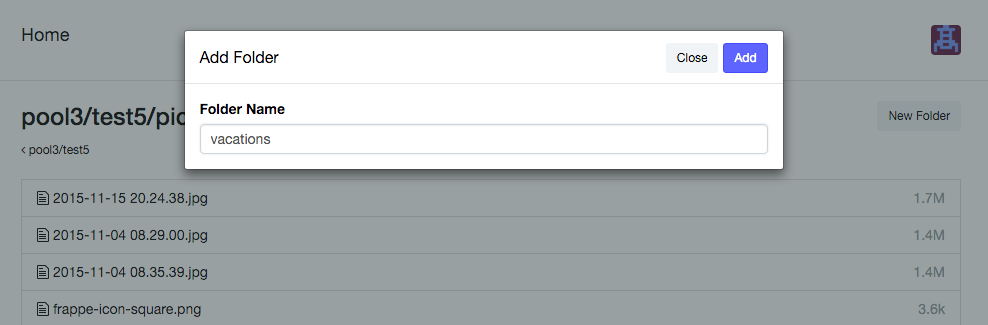 Home
Add Folder
Close
Add
Folder Name
vacations
pool3/test5/pic
New Folder
‹ pool3/test5
2015-11-15 20.24.38.jpg 1.7M
2015-11-04 08.29.00.jpg 1.4M
2015-11-04 08.35.39.jpg 1.4M
frappe-icon-square.png 3.6k